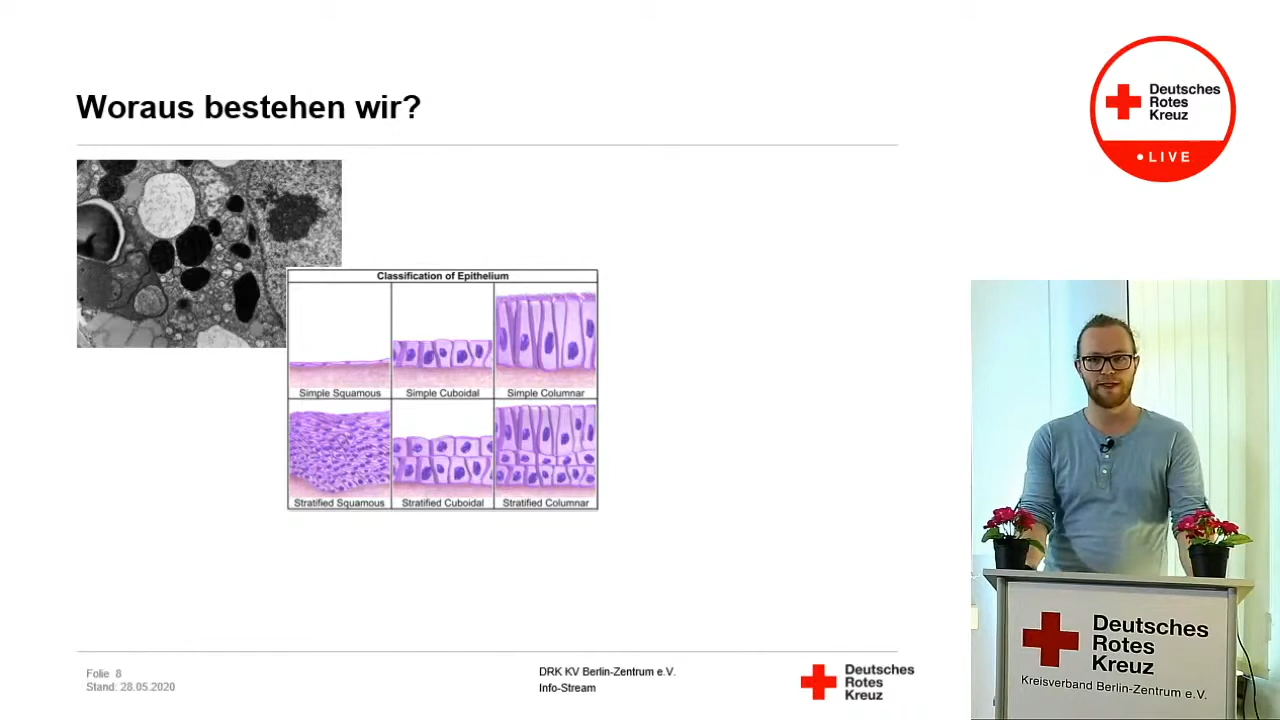 Woraus bestehen wir?
Deutsches
Rotes
Kreuz
LIVE
Classification of Epithelium
Simple Squamous
Simple Cuboidal
Simple Columnar
Stratified Squamous
Stratified Cuboidal
Stratified Columnar
Folie 8
Stand: 28.05.2020
DRK KV Berlin-Zentrum e.V.
Info-Stream
Deutsches
Rotes
Kreuz
Deutsches
Rotes
Kreuz
Kreisverband Berlin-Zentrum e.V.